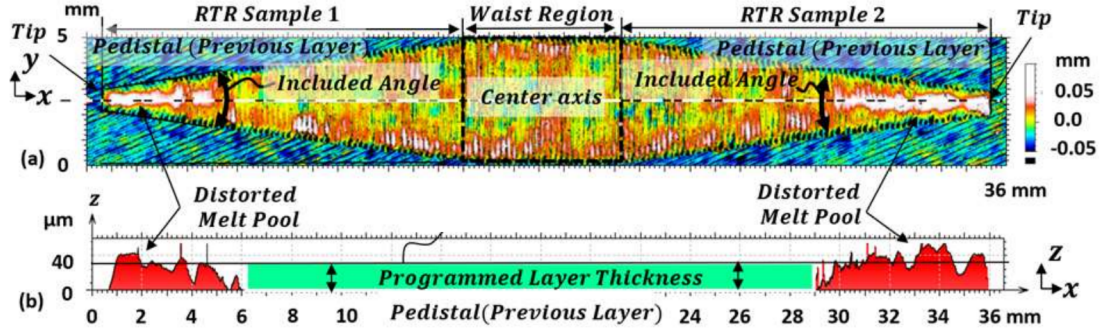 mm RTR Sample 1 Waist Region RTR Sample 2 Tip
Tip 5 Pedistal (Previous Layer) Pedistal (Previous Layer mm
y Included Angle Included Angle 0.05
x Center axis 0.0
(a) 0 -0.05
36 mm
z Distorted Melt Pool Distorted Melt Pool
μm
40 Programmed Layer Thickness z
(b) 0 x
0 2 4 6 8 10 Pedistal(Previous Layer) 24 26 28 30 32 34 36 mm